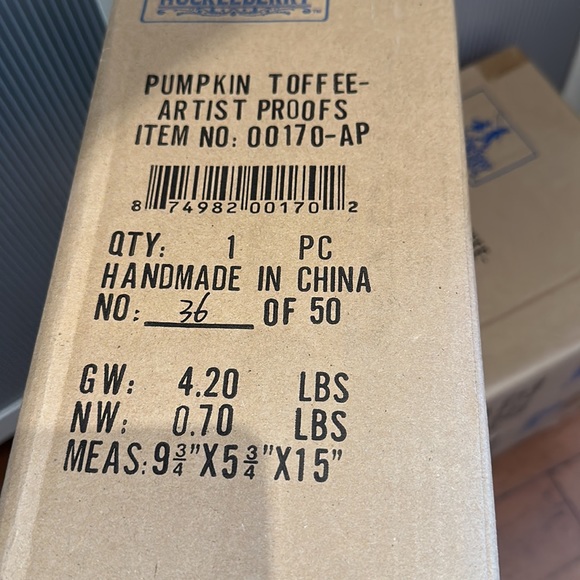 HUCKLEBERRY
PUMPKIN TOFFEE-
ARTIST PROOFS
ITEM NO: 00170-AP
8 74982 00170 2
QTY: 1 PC
HANDMADE IN CHINA
NO: 36 OF 50
GW: 4.20 LBS
NW: 0.70 LBS
MEAS: 9 3/4"X5 3/4"X15"